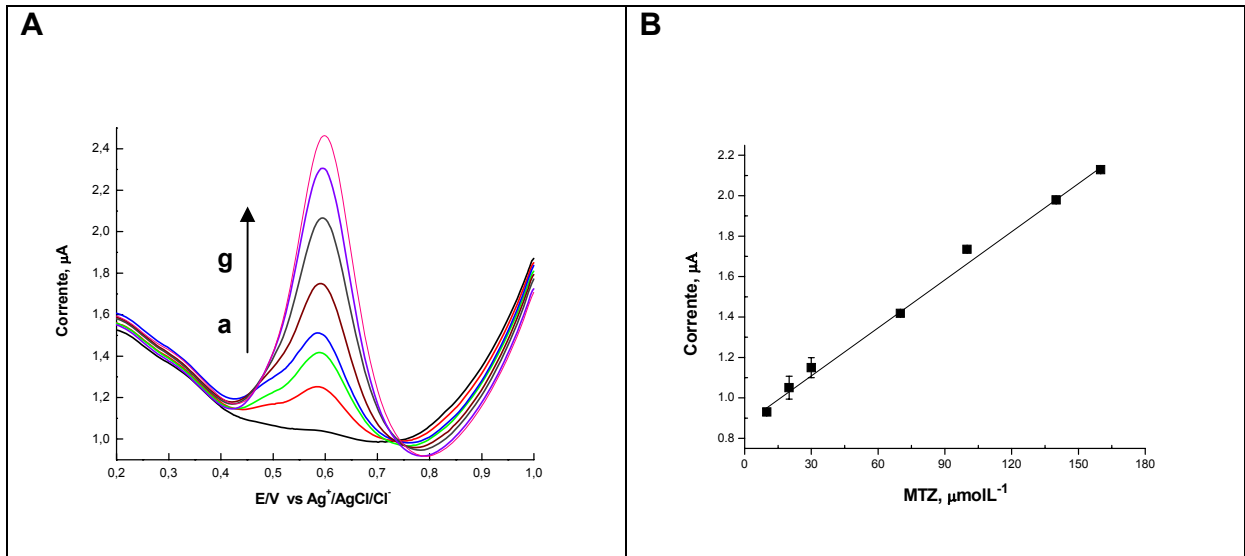 A
Corrente, µA
2,4
2,2
2,0
1,8
1,6
1,4
1,2
1,0
g
a
0,2 0,3 0,4 0,5 0,6 0,7 0,8 0,9 1,0
E/V vs Ag⁺/AgCl/Cl⁻
B
Corrente, µA
2.2
2.0
1.8
1.6
1.4
1.2
1.0
0.8
0 30 60 90 120 150 180
MTZ, µmolL⁻¹